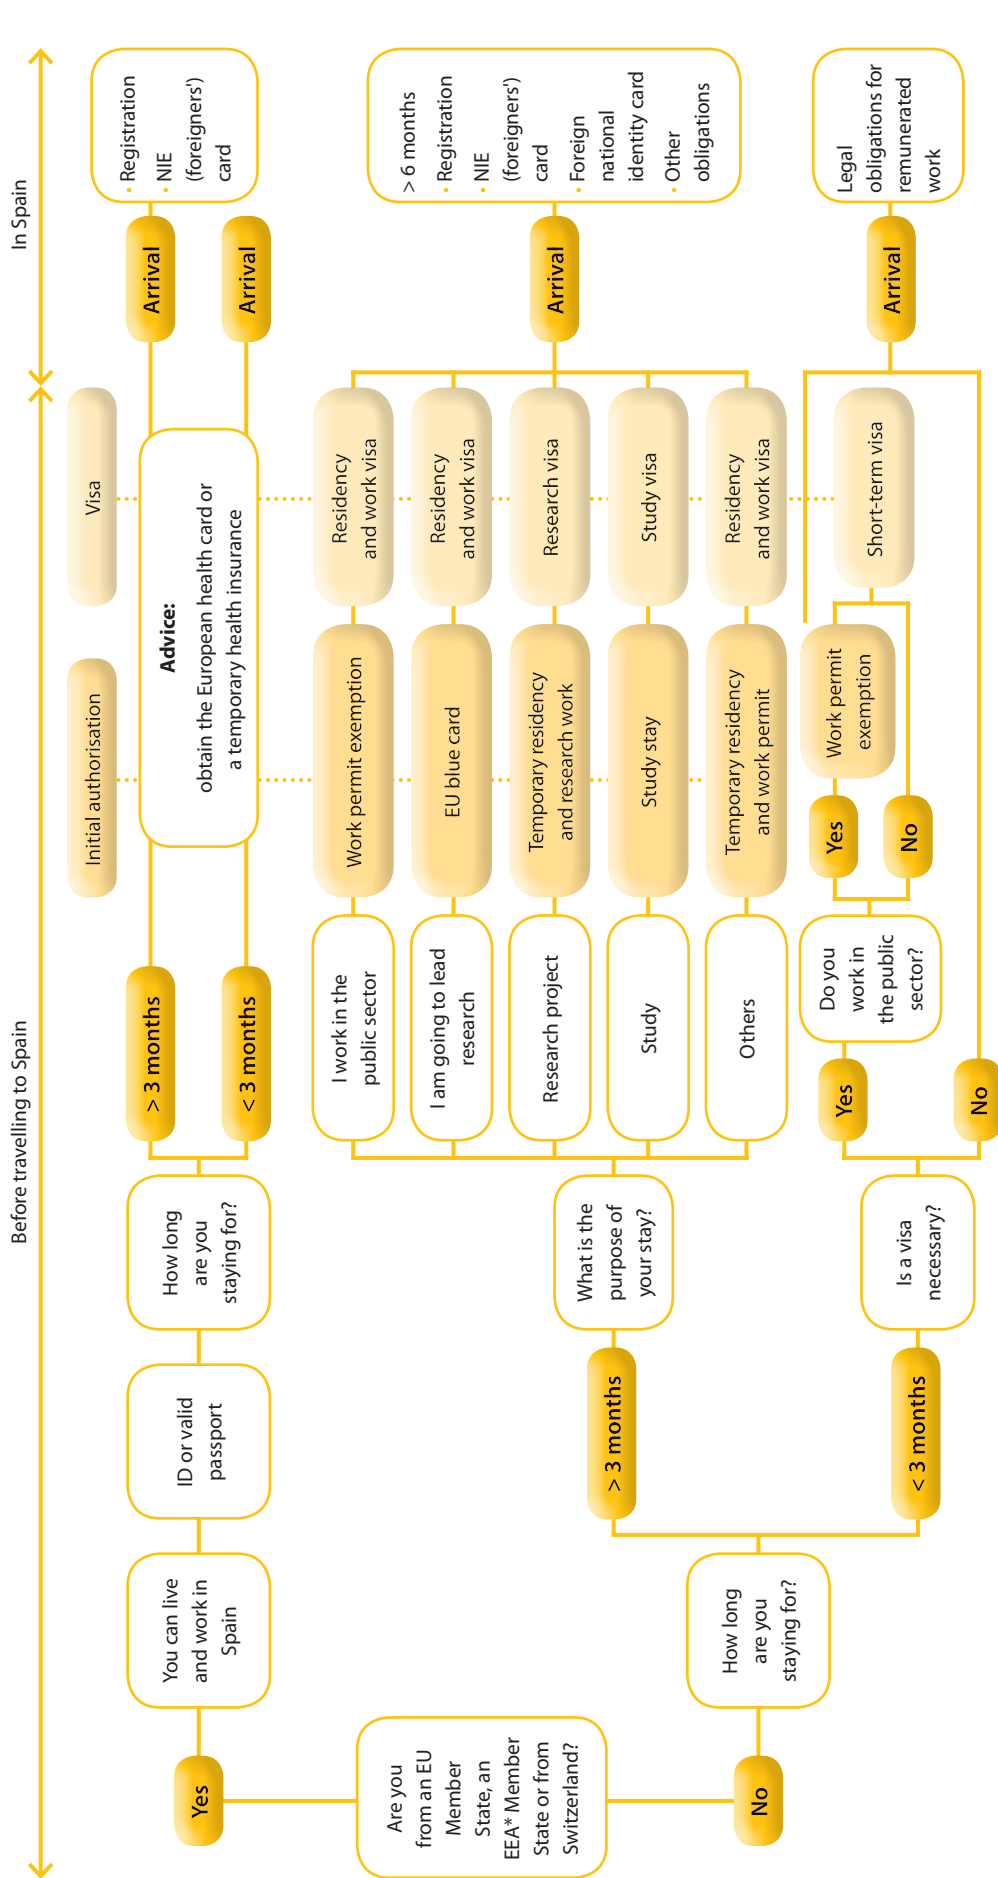 Before travelling to Spain
In Spain
Initial authorisation
Visa
Are you
from an EU
Member
State, an
EEA* Member
State or from
Switzerland?
Yes
You can live
and work in
Spain
ID or valid
passport
How long
are you
staying for?
> 3 months
< 3 months
Advice:
obtain the European health card or
a temporary health insurance
Arrival
Arrival
• Registration
• NIE
(foreigners')
card
No
How long
are you
staying for?
> 3 months
What is the
purpose of
your stay?
I work in the
public sector
Work permit exemption
Residency
and work visa
I am going to lead
research
EU blue card
Residency
and work visa
Research project
Temporary residency
and research work
Research visa
Study
Study stay
Study visa
Others
Temporary residency
and work permit
Residency
and work visa
Arrival
> 6 months
• Registration
• NIE
(foreigners')
card
• Foreign
national
identity card
• Other
obligations
< 3 months
Is a visa
necessary?
Yes
Do you
work in
the public
sector?
Yes
Work permit
exemption
No
Short-term visa
No
Arrival
Legal
obligations for
remunerated
work